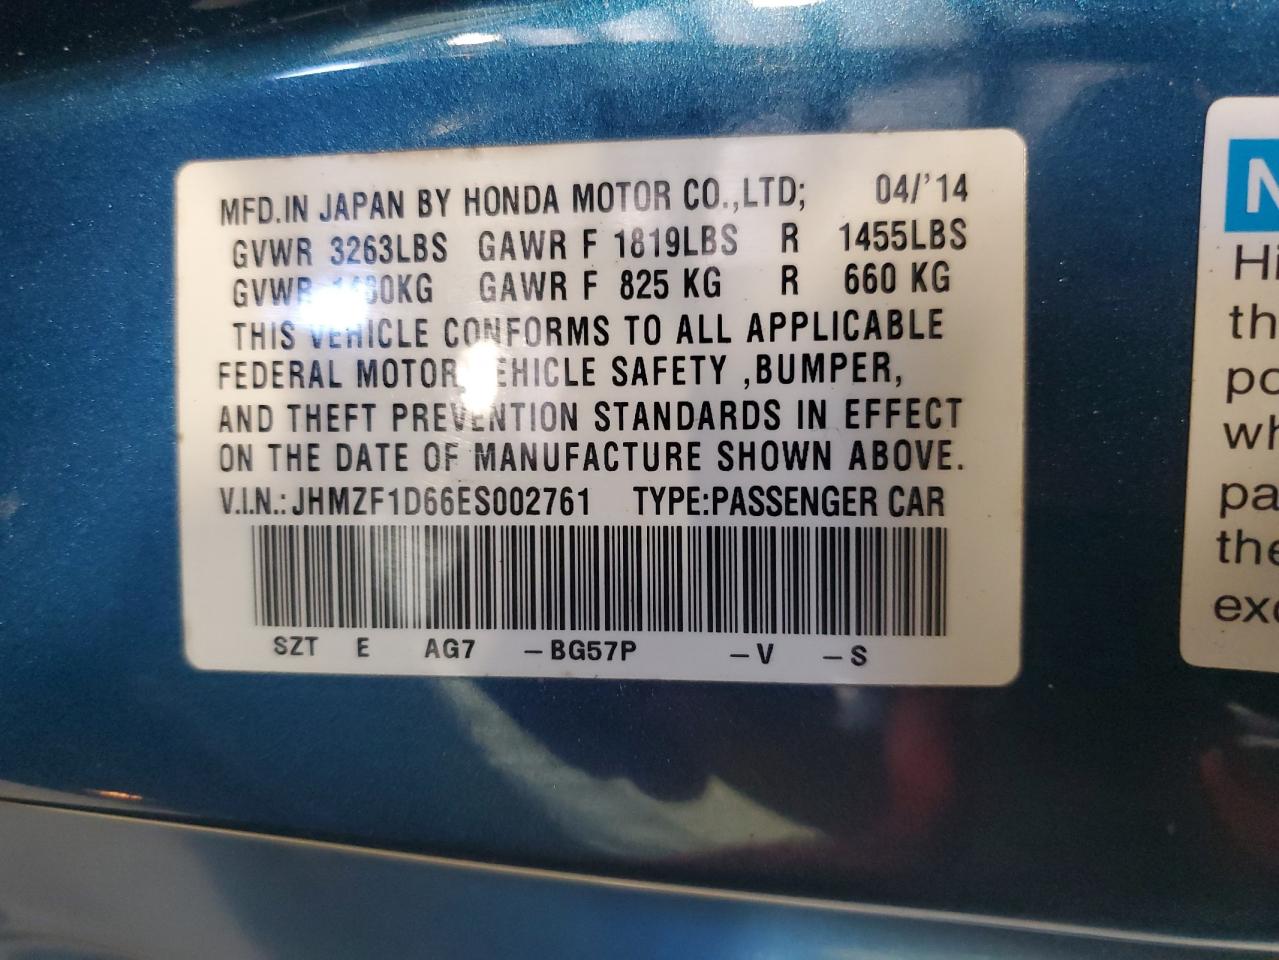 MFD.IN JAPAN BY HONDA MOTOR CO.,LTD; 04/'14
GVWR 3263LBS GAWR F 1819LBS R 1455LBS
GVWR 1480KG GAWR F 825 KG R 660 KG
THIS VEHICLE CONFORMS TO ALL APPLICABLE
FEDERAL MOTOR VEHICLE SAFETY ,BUMPER,
AND THEFT PREVENTION STANDARDS IN EFFECT
ON THE DATE OF MANUFACTURE SHOWN ABOVE.
V.I.N.: JHMZF1D66ES002761 TYPE:PASSENGER CAR
SZT E AG7 –BG57P –V –S
N
Hi
th
po
wh
pa
the
exc